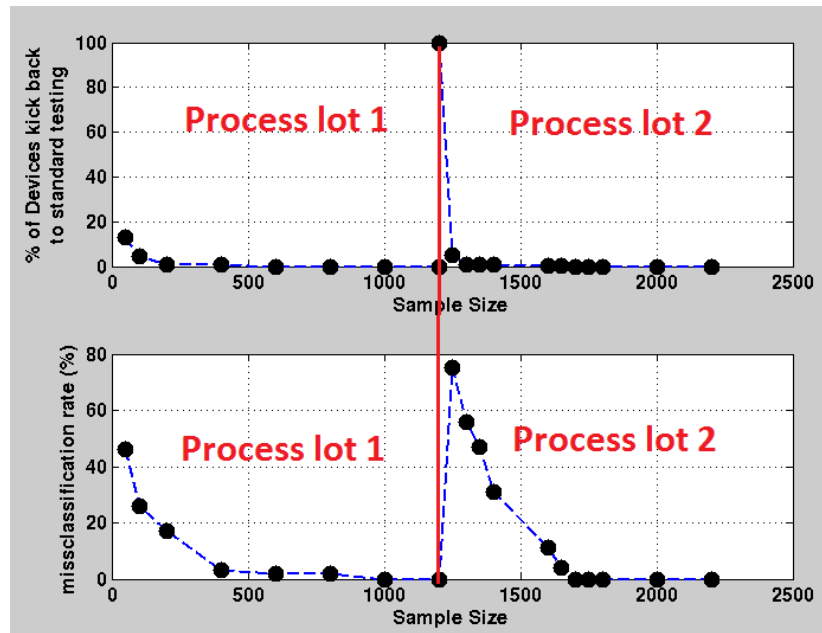 % of Devices kick back
to standard testing
100
80
60
40
20
0
Process lot 1
Process lot 2
0
500
1000
1500
2000
2500
Sample Size
missclassification rate (%)
80
60
40
20
0
Process lot 1
Process lot 2
0
500
1000
1500
2000
2500
Sample Size